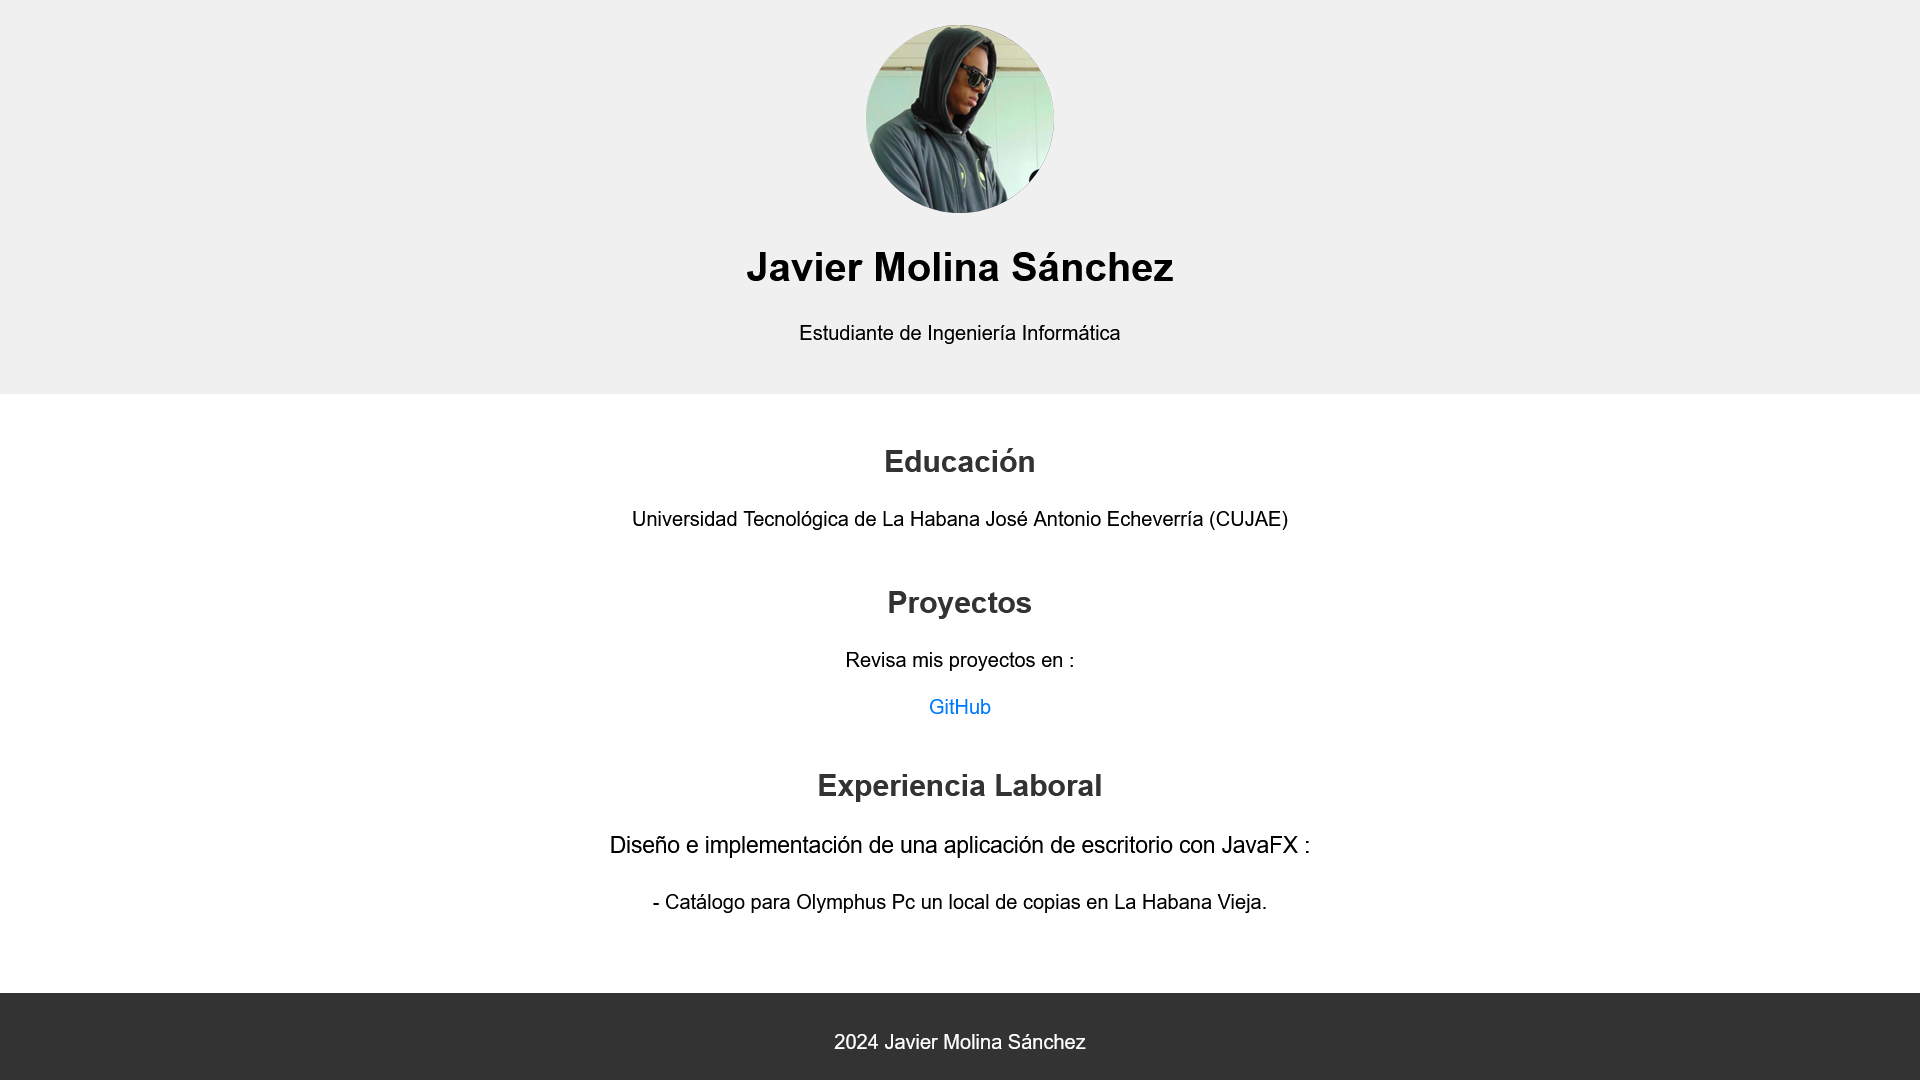 Javier Molina Sánchez
Estudiante de Ingeniería Informática
Educación
Universidad Tecnológica de La Habana José Antonio Echeverría (CUJAE)
Proyectos
Revisa mis proyectos en :
GitHub
Experiencia Laboral
Diseño e implementación de una aplicación de escritorio con JavaFX :
- Catálogo para Olymphus Pc un local de copias en La Habana Vieja.
2024 Javier Molina Sánchez